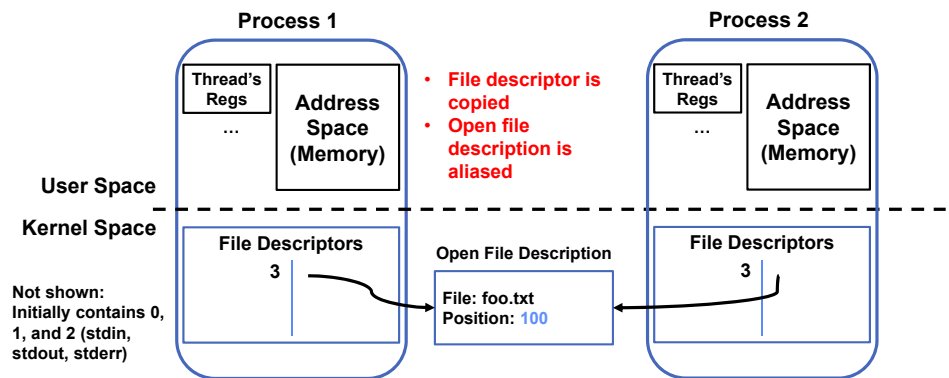 Process 1
Process 2
Thread's
Regs
...
Address
Space
(Memory)
• File descriptor is
copied
• Open file
description is
aliased
Thread's
Regs
...
Address
Space
(Memory)
User Space
Kernel Space
File Descriptors
3
Open File Description
File: foo.txt
Position: 100
File Descriptors
3
Not shown:
Initially contains 0,
1, and 2 (stdin,
stdout, stderr)